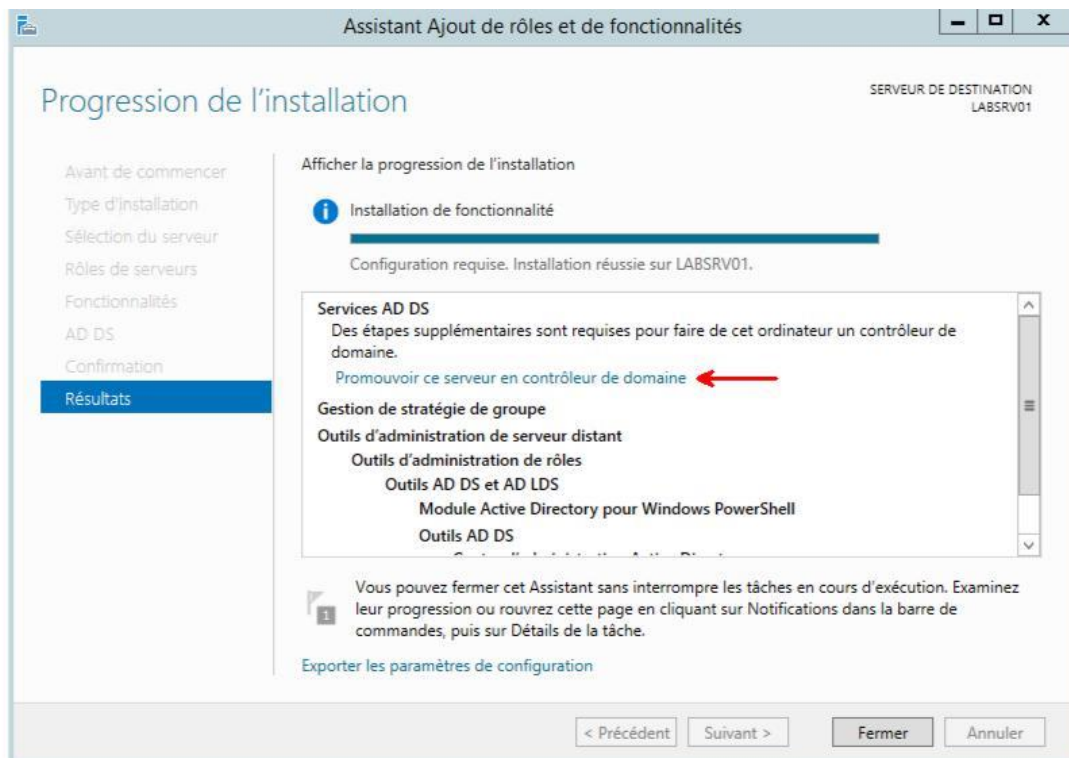 Assistant Ajout de rôles et de fonctionnalités
Progression de l'installation
SERVEUR DE DESTINATION
LABSRV01
Avant de commencer
Type d'installation
Sélection du serveur
Rôles de serveurs
Fonctionnalités
AD DS
Confirmation
Résultats
Afficher la progression de l'installation
Installation de fonctionnalité
Configuration requise. Installation réussie sur LABSRV01.
Services AD DS
Des étapes supplémentaires sont requises pour faire de cet ordinateur un contrôleur de
domaine.
Promouvoir ce serveur en contrôleur de domaine
Gestion de stratégie de groupe
Outils d'administration de serveur distant
Outils d'administration de rôles
Outils AD DS et AD LDS
Module Active Directory pour Windows PowerShell
Outils AD DS
1
Vous pouvez fermer cet Assistant sans interrompre les tâches en cours d'exécution. Examinez
leur progression ou rouvrez cette page en cliquant sur Notifications dans la barre de
commandes, puis sur Détails de la tâche.
Exporter les paramètres de configuration
< Précédent
Suivant >
Fermer
Annuler